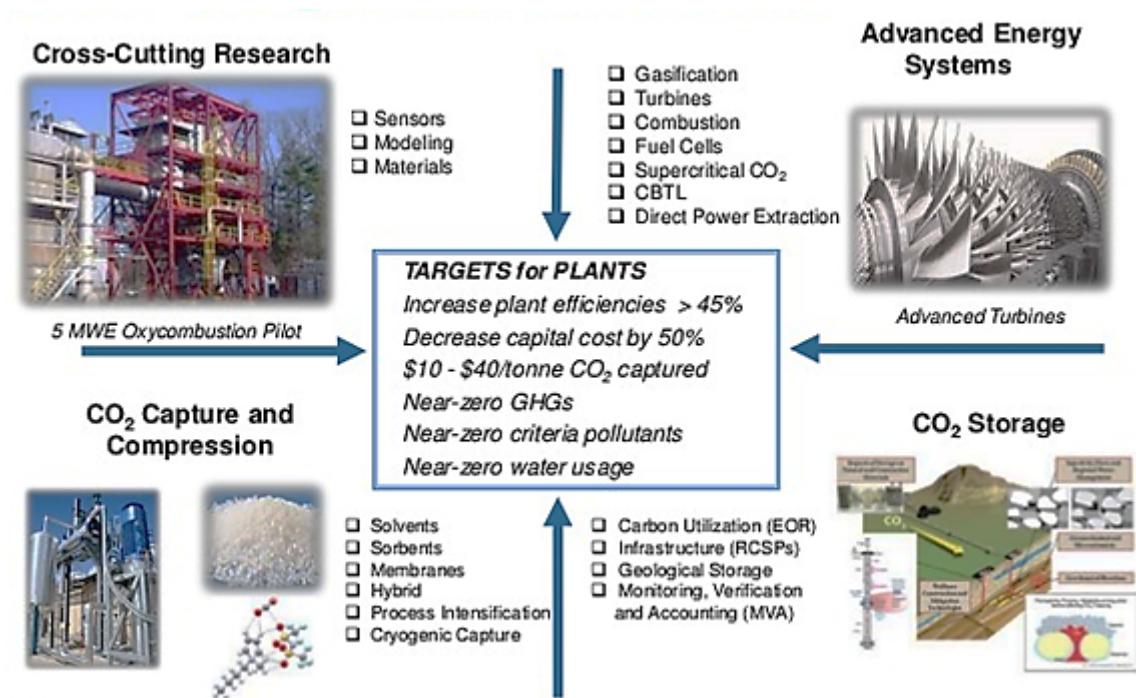 Cross-Cutting Research
❑ Sensors
❑ Modeling
❑ Materials
5 MWE Oxycombustion Pilot
❑ Gasification
❑ Turbines
❑ Combustion
❑ Fuel Cells
❑ Supercritical CO₂
❑ CBTL
❑ Direct Power Extraction
Advanced Energy
Systems
Advanced Turbines
TARGETS for PLANTS
Increase plant efficiencies > 45%
Decrease capital cost by 50%
$10 - $40/tonne CO₂ captured
Near-zero GHGs
Near-zero criteria pollutants
Near-zero water usage
CO₂ Capture and
Compression
❑ Solvents
❑ Sorbents
❑ Membranes
❑ Hybrid
❑ Process Intensification
❑ Cryogenic Capture
❑ Carbon Utilization (EOR)
❑ Infrastructure (RCSPs)
❑ Geological Storage
❑ Monitoring, Verification
and Accounting (MVA)
CO₂ Storage
CO₂